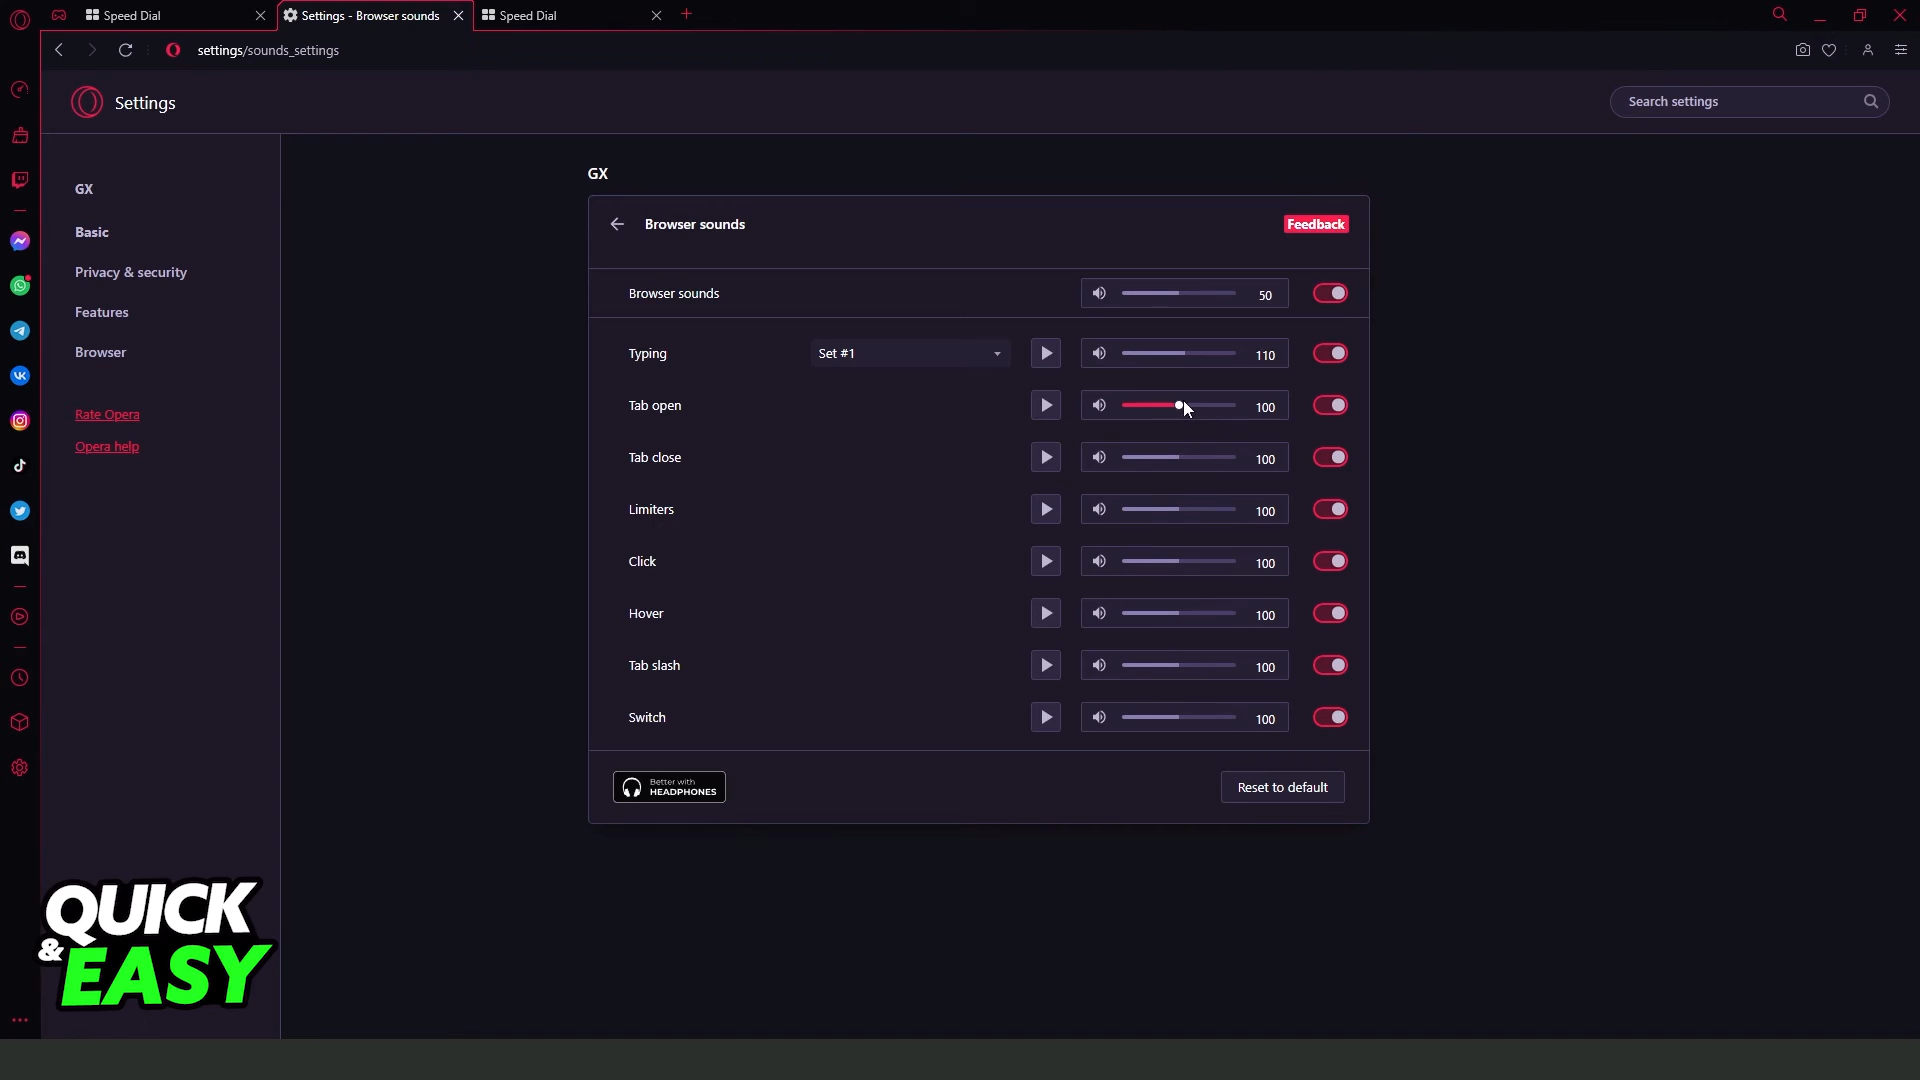 Speed Dial
Settings - Browser sounds
Speed Dial
settings/sounds_settings
Settings
Search settings
GX
Basic
Privacy & security
Features
Browser
Rate Opera
Opera help
GX
Browser sounds
Feedback
Browser sounds
50
Typing
Set #1
110
Tab open
100
Tab close
100
Limiters
100
Click
100
Hover
100
Tab slash
100
Switch
100
Better with
HEADPHONES
Reset to default
QUICK
& EASY